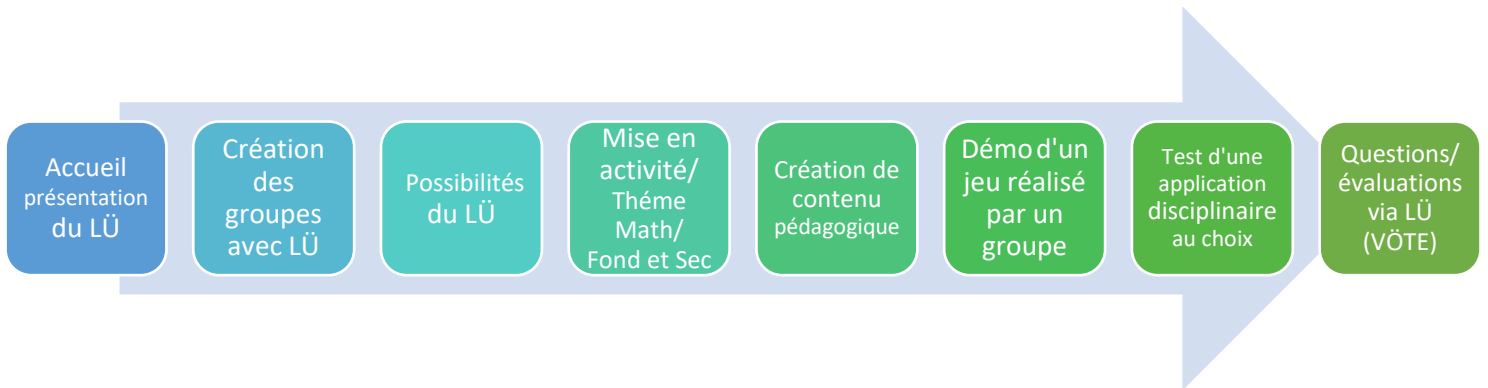 Accueil
présentation
du LÜ
Création
des
groupes
avec LÜ
Possibilités
du LÜ
Mise en
activité/
Théme
Math/
Fond et Sec
Création de
contenu
pédagogique
Démo d'un
jeu réalisé
par un
groupe
Test d'une
application
disciplinaire
au choix
Questions/
évaluations
via LÜ
(VÖTE)